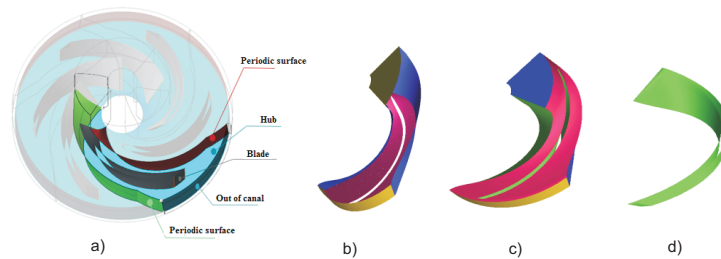 Periodic surface
Hub
Blade
Out of canal
Periodic surface
a)
b)
c)
d)